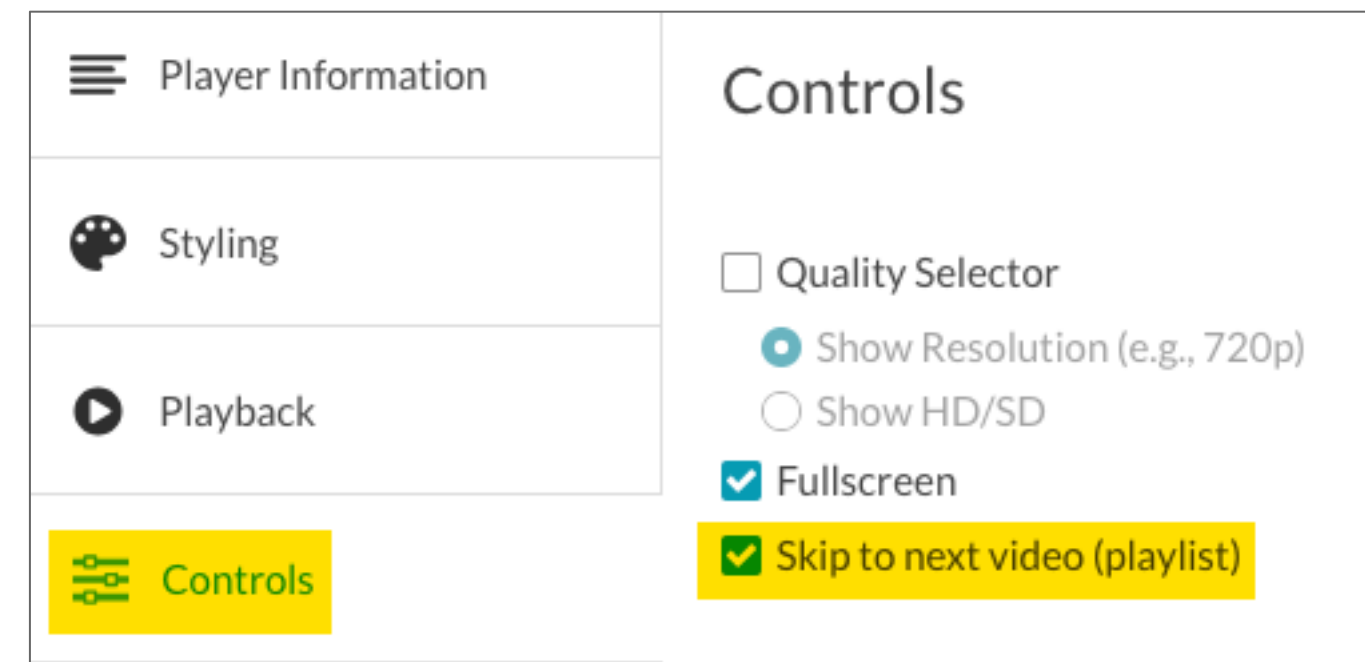 Player Information
Styling
Playback
Controls
Controls
Quality Selector
Show Resolution (e.g., 720p)
Show HD/SD
Fullscreen
Skip to next video (playlist)